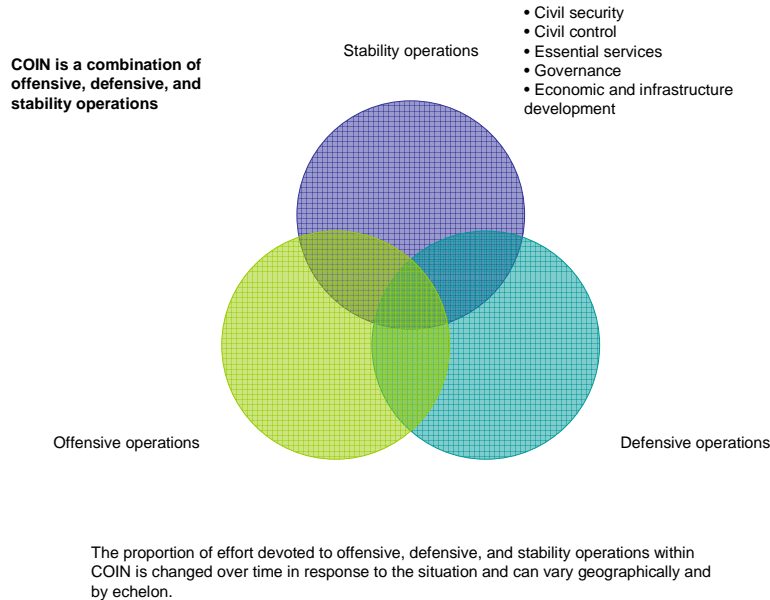 COIN is a combination of
offensive, defensive, and
stability operations
Stability operations
• Civil security
• Civil control
• Essential services
• Governance
• Economic and infrastructure
development
Offensive operations
Defensive operations
The proportion of effort devoted to offensive, defensive, and stability operations within
COIN is changed over time in response to the situation and can vary geographically and
by echelon.